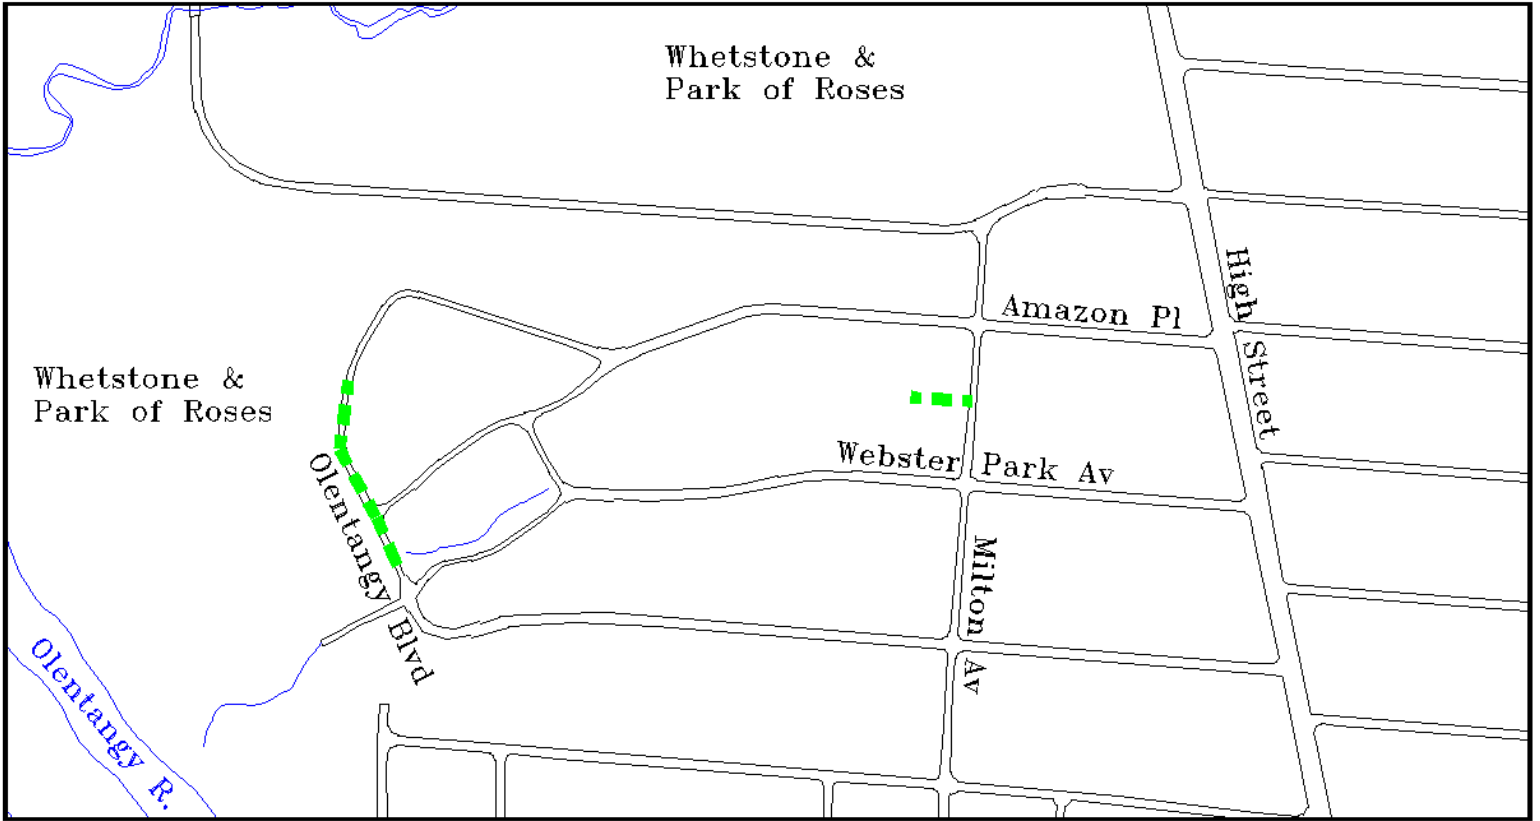 Whetstone &
Park of Roses
High Street
Amazon Pl
Whetstone &
Park of Roses
Webster Park Av
Olentangy Blvd
Milton Av
Olentangy R.